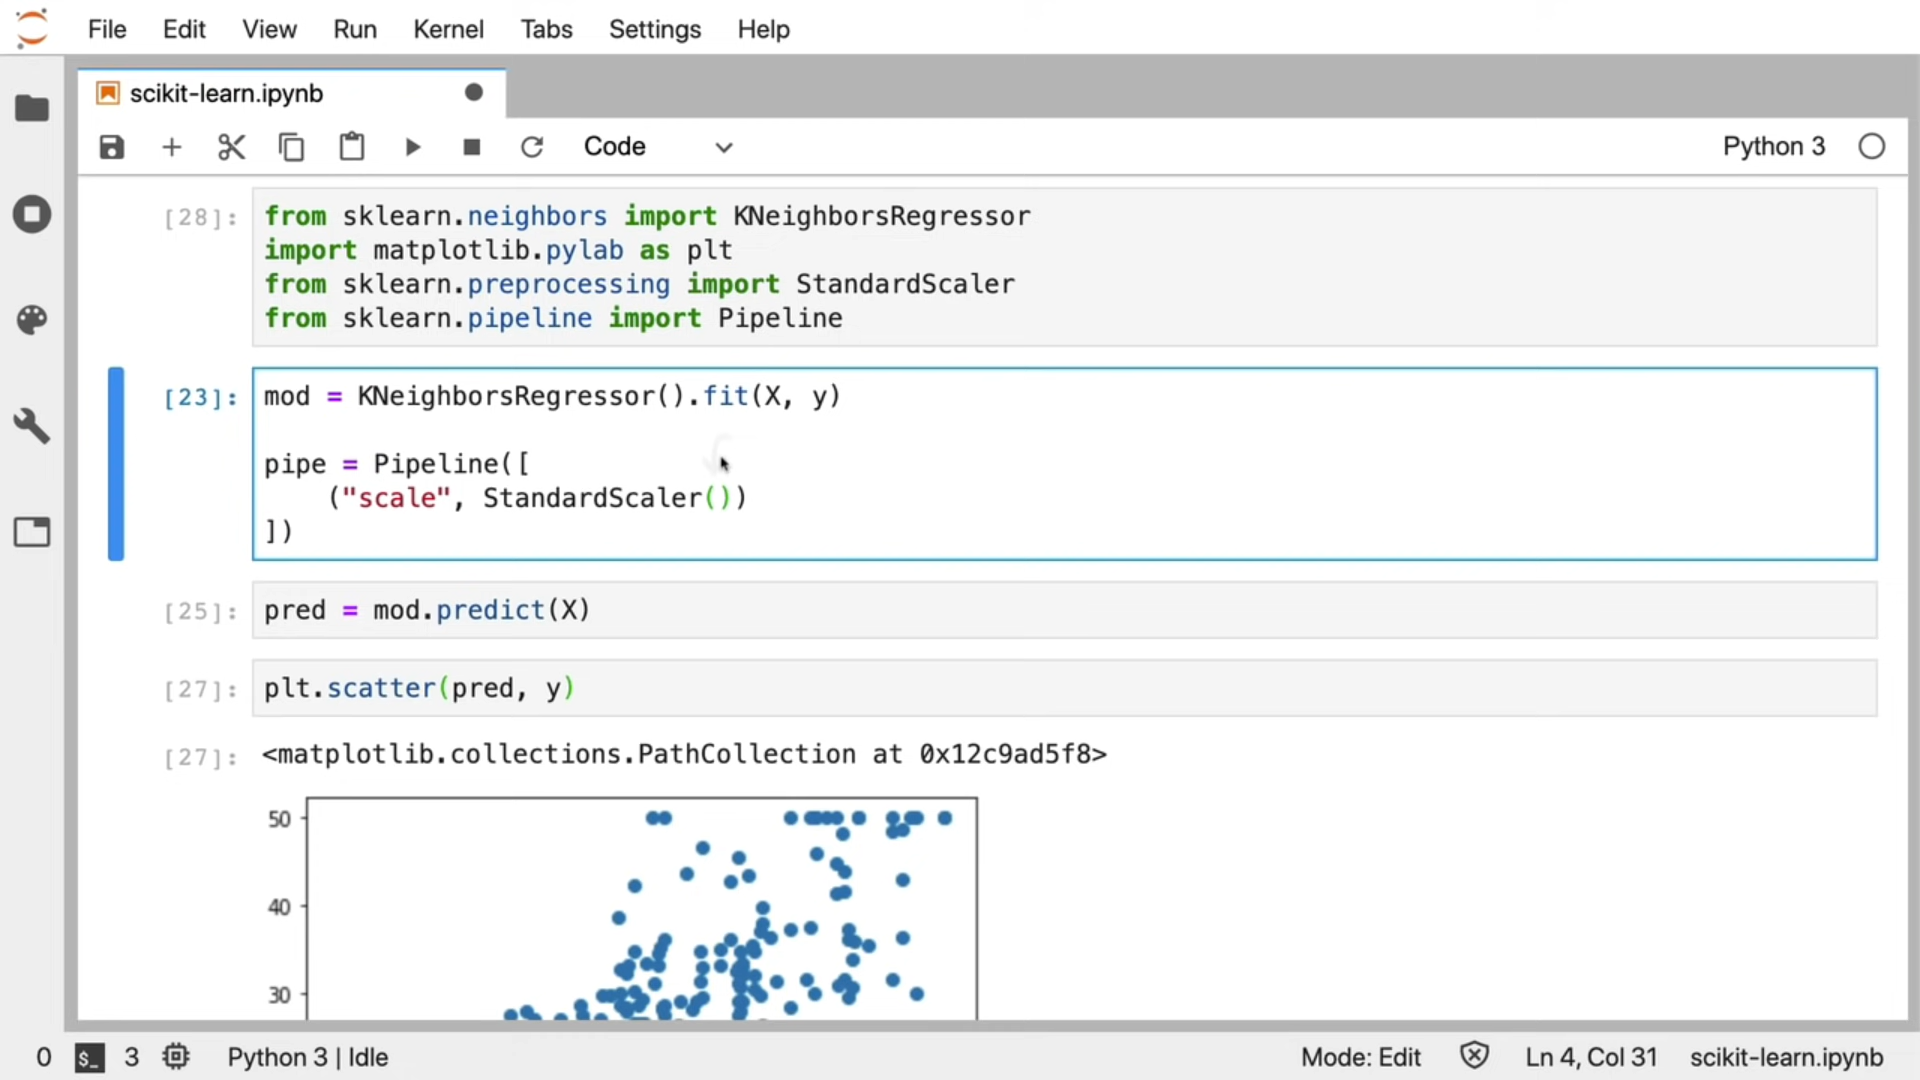 File Edit View Run Kernel Tabs Settings Help
scikit-learn.ipynb
Code
Python 3
[28]: from sklearn.neighbors import KNeighborsRegressor
import matplotlib.pylab as plt
from sklearn.preprocessing import StandardScaler
from sklearn.pipeline import Pipeline
[23]: mod = KNeighborsRegressor().fit(X, y)
pipe = Pipeline([
("scale", StandardScaler())
])
[25]: pred = mod.predict(X)
[27]: plt.scatter(pred, y)
[27]: <matplotlib.collections.PathCollection at 0x12c9ad5f8>
50
40
30
0 $_ 3 Python 3 | Idle Mode: Edit Ln 4, Col 31 scikit-learn.ipynb